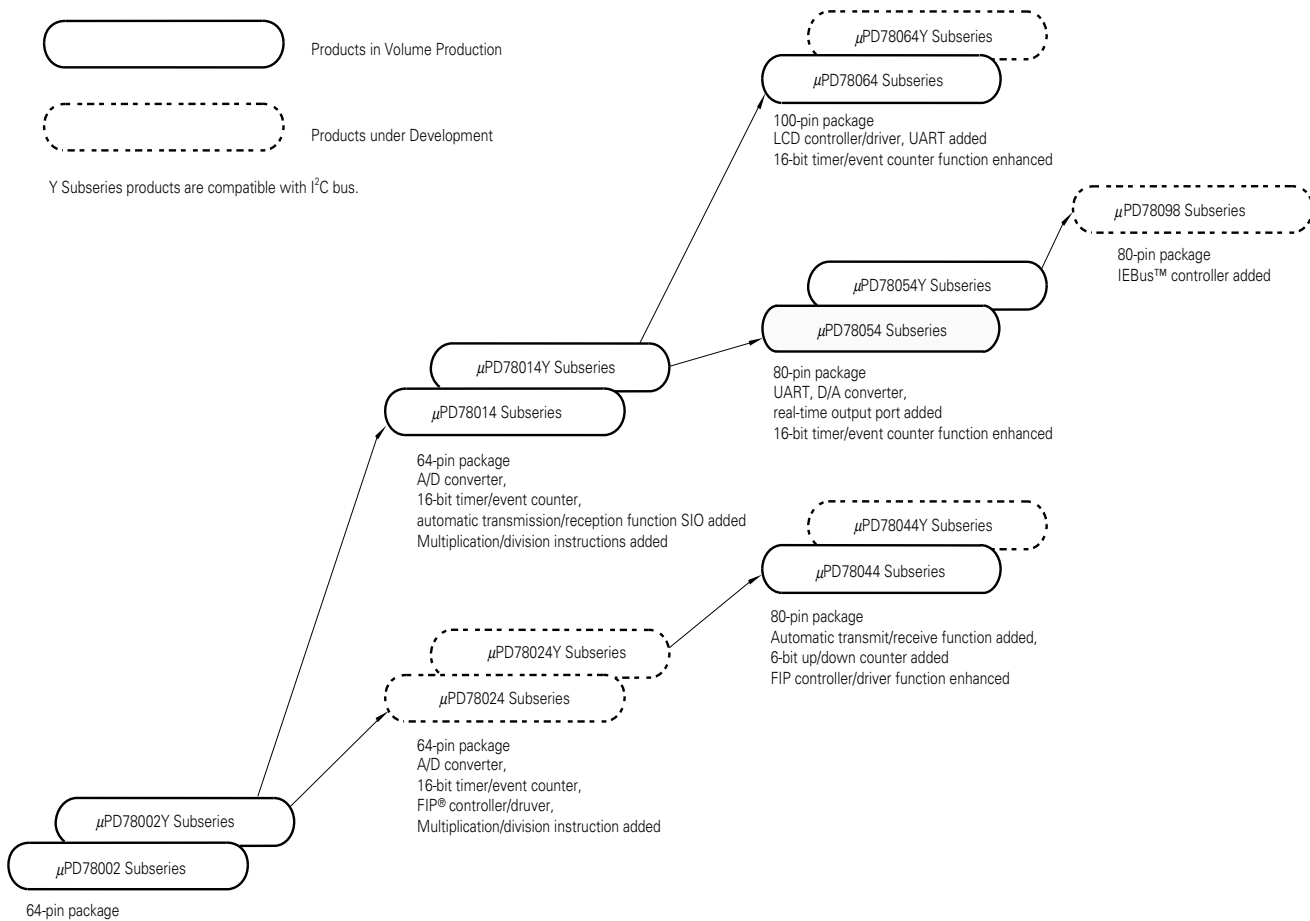 Products in Volume Production
Products under Development
Y Subseries products are compatible with I²C bus.
μPD78064Y Subseries
μPD78064 Subseries
100-pin package
LCD controller/driver, UART added
16-bit timer/event counter function enhanced
μPD78098 Subseries
80-pin package
IEBus™ controller added
μPD78054Y Subseries
μPD78054 Subseries
80-pin package
UART, D/A converter,
real-time output port added
16-bit timer/event counter function enhanced
μPD78014Y Subseries
μPD78014 Subseries
64-pin package
A/D converter,
16-bit timer/event counter,
automatic transmission/reception function SIO added
Multiplication/division instructions added
μPD78044Y Subseries
μPD78044 Subseries
80-pin package
Automatic transmit/receive function added,
6-bit up/down counter added
FIP controller/driver function enhanced
μPD78024Y Subseries
μPD78024 Subseries
64-pin package
A/D converter,
16-bit timer/event counter,
FIP® controller/druver,
Multiplication/division instruction added
μPD78002Y Subseries
μPD78002 Subseries
64-pin package